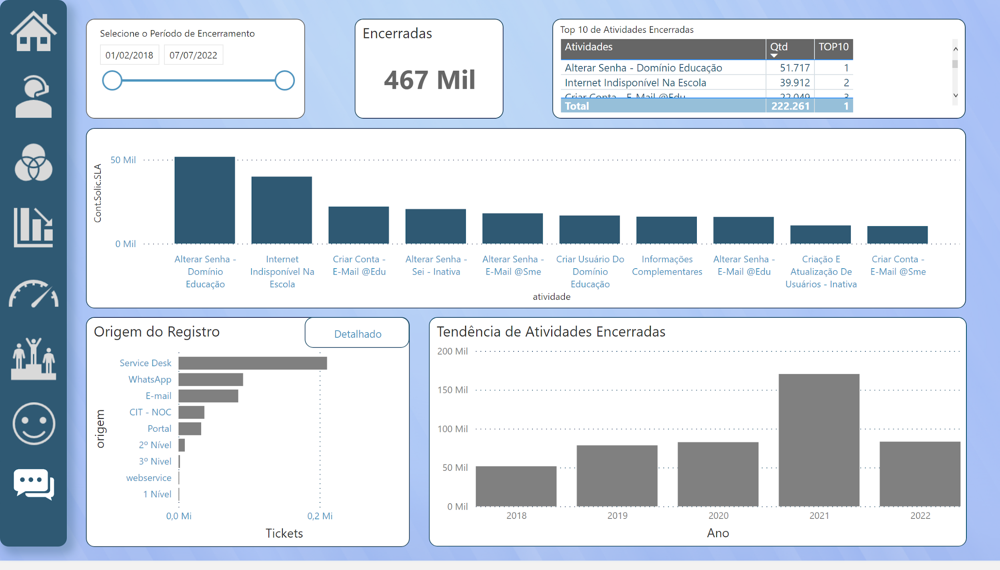 Selecione o Período de Encerramento
01/02/2018 07/07/2022
Encerradas
467 Mil
Top 10 de Atividades Encerradas
Atividades Qtd TOP10
Alterar Senha - Domínio Educação 51.717 1
Internet Indisponível Na Escola 39.912 2
Criar Conta - E-Mail @Edu 22.049 3
Total 222.261 1
Cont.Solic.SLA
50 Mil
0 Mil
Alterar Senha -
Domínio
Educação
Internet
Indisponível Na
Escola
Criar Conta -
E-Mail @Edu
Alterar Senha -
Sei - Inativa
Alterar Senha -
E-Mail @Sme
Criar Usuário Do
Domínio
Educação
Informações
Complementares
Alterar Senha -
E-Mail @Edu
Criação E
Atualização De
Usuários - Inativa
Criar Conta -
E-Mail @Sme
atividade
Origem do Registro
Detalhado
origem
Service Desk
WhatsApp
E-mail
CIT - NOC
Portal
2º Nível
3º Nivel
webservice
1 Nível
0,0 Mi 0,2 Mi
Tickets
Tendência de Atividades Encerradas
200 Mil
150 Mil
100 Mil
50 Mil
0 Mil
2018 2019 2020 2021 2022
Ano